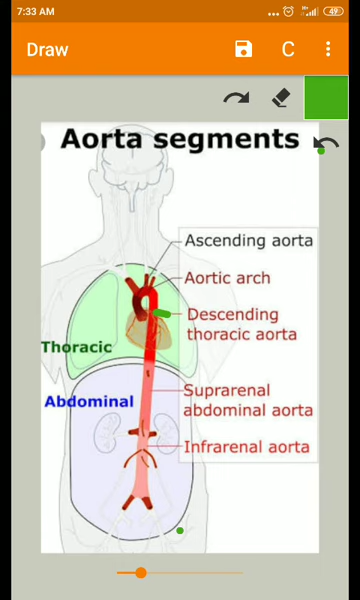 7:33 AM
49
Draw
C
Aorta segments
Ascending aorta
Aortic arch
Descending
thoracic aorta
Thoracic
Abdominal
Suprarenal
abdominal aorta
Infrarenal aorta